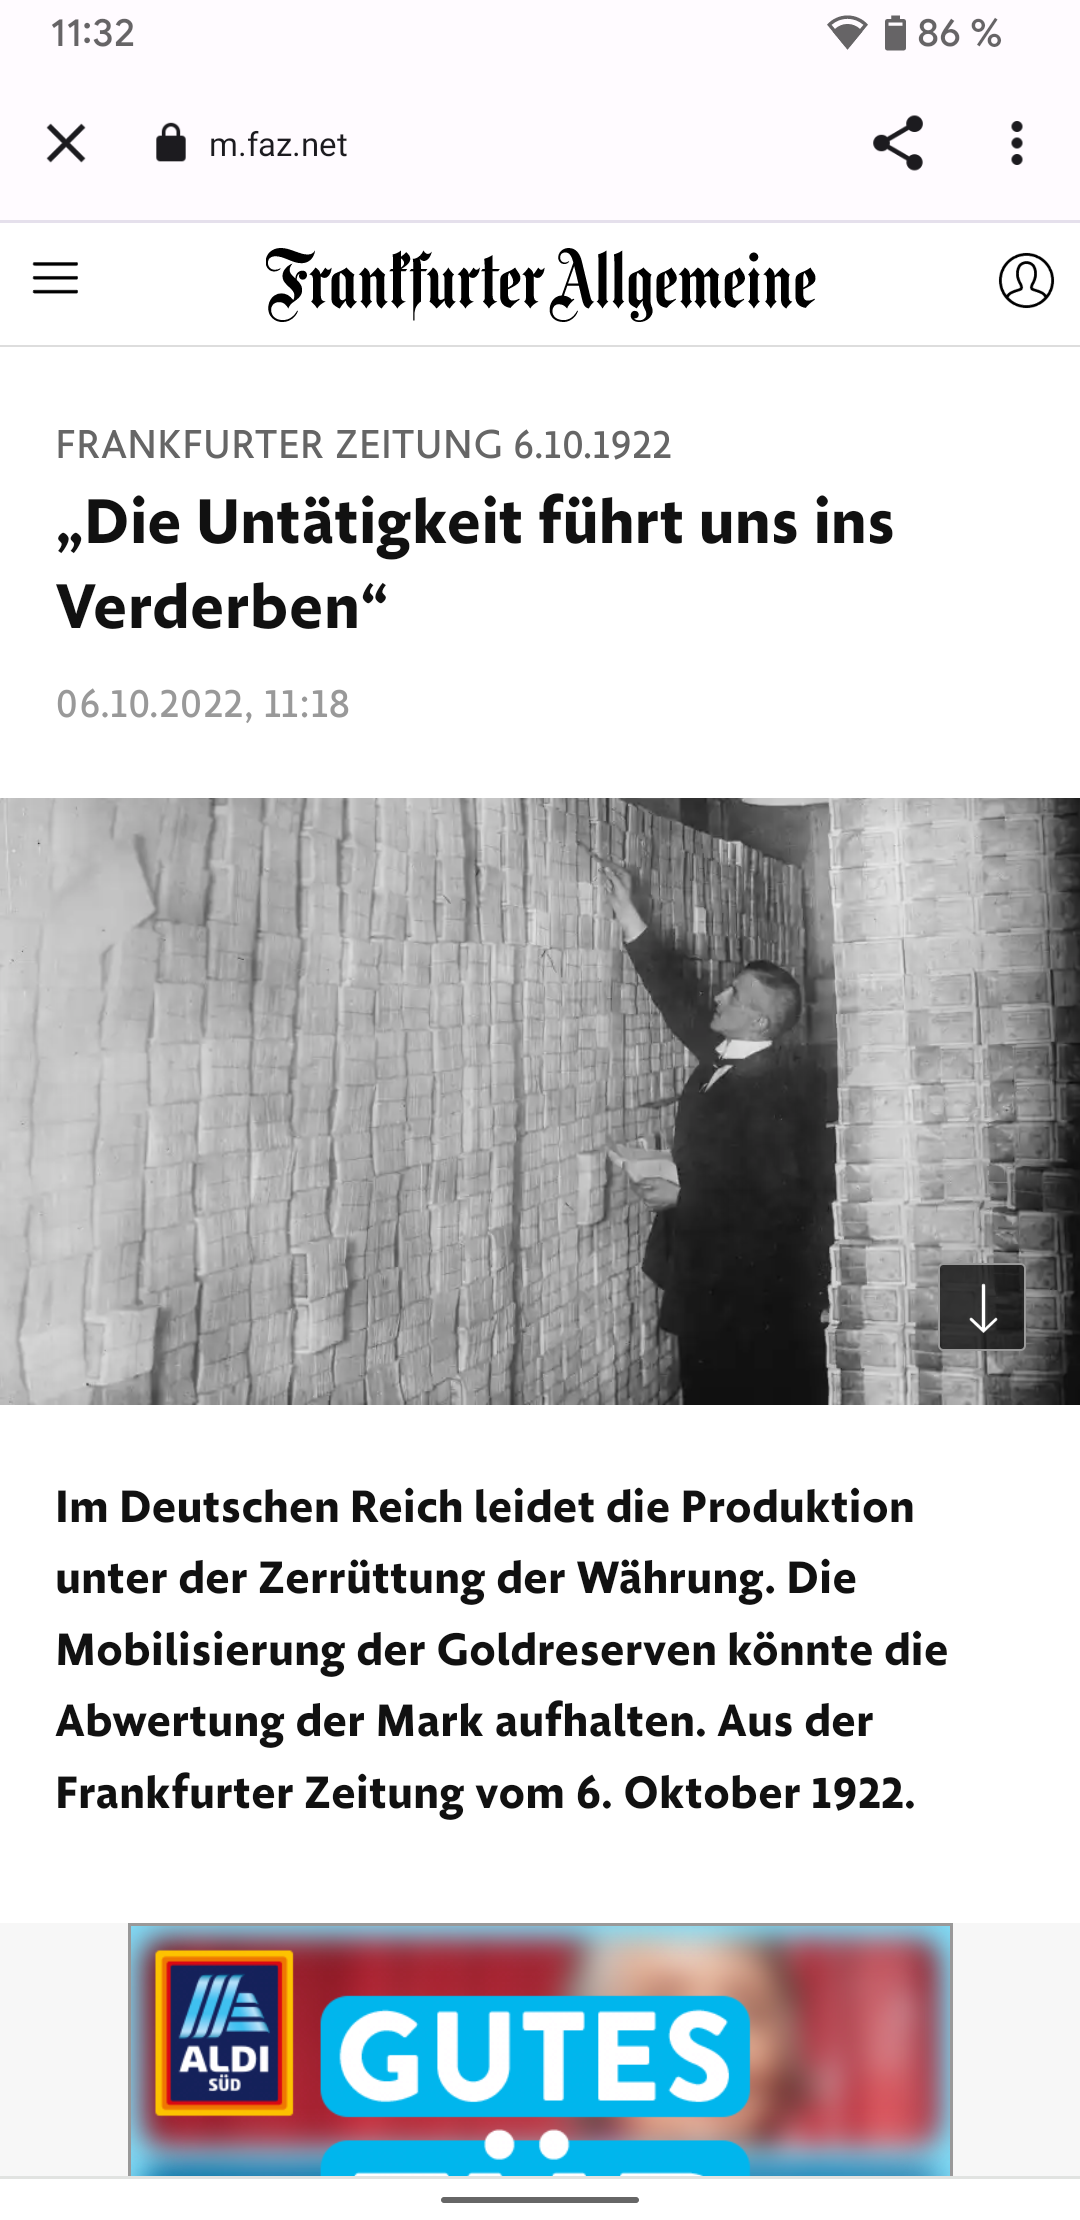 11:32
86 %
m.faz.net
Frankfurter Allgemeine
FRANKFURTER ZEITUNG 6.10.1922
„Die Untätigkeit führt uns ins
Verderben“
06.10.2022, 11:18
Im Deutschen Reich leidet die Produktion
unter der Zerrüttung der Währung. Die
Mobilisierung der Goldreserven könnte die
Abwertung der Mark aufhalten. Aus der
Frankfurter Zeitung vom 6. Oktober 1922.
ALDI
SÜD
GUTES